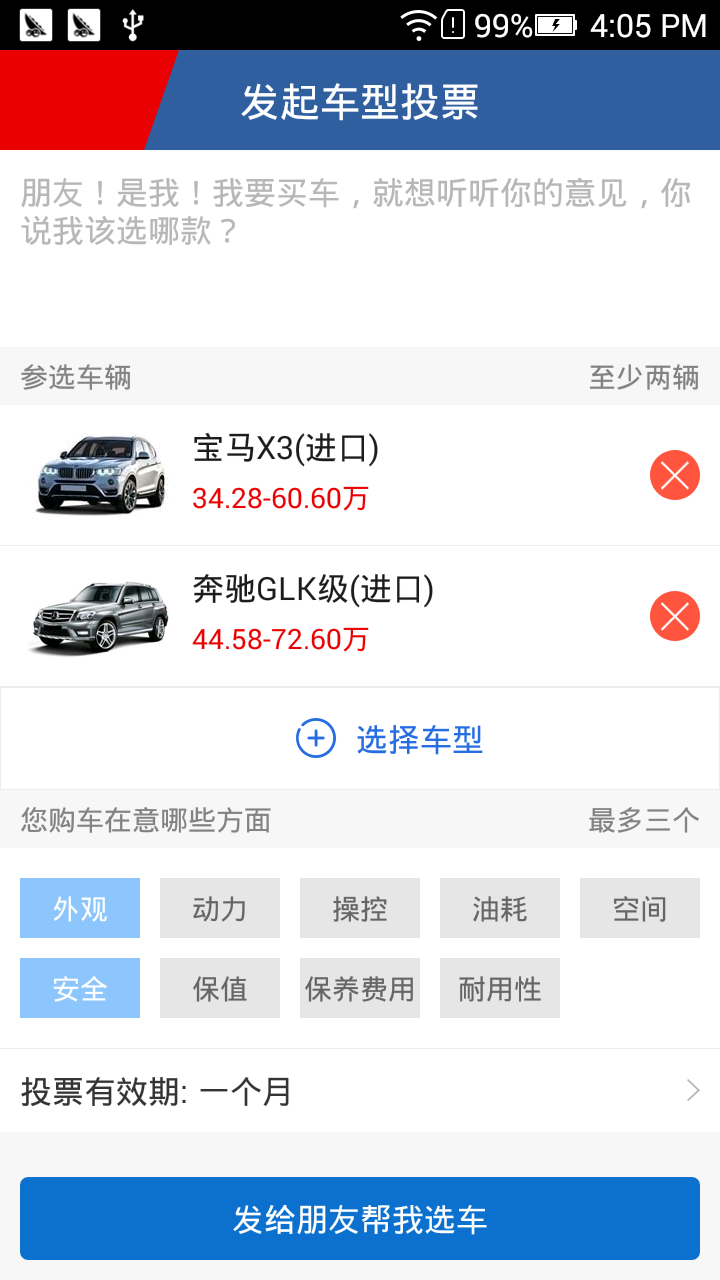 99% 4:05 PM
发起车型投票
朋友！是我！我要买车，就想听听你的意见，你
说我该选哪款？
参选车辆 至少两辆
宝马X3(进口)
34.28-60.60万
奔驰GLK级(进口)
44.58-72.60万
选择车型
您购车在意哪些方面 最多三个
外观 动力 操控 油耗 空间
安全 保值 保养费用 耐用性
投票有效期: 一个月
发给朋友帮我选车